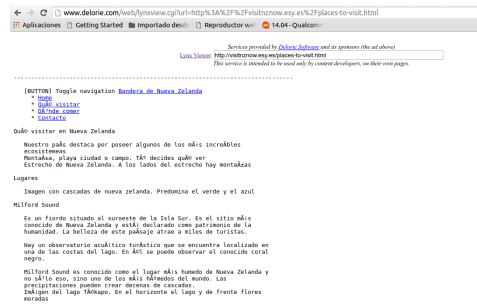 www.delorie.com/web/lynxview.cgi?url=http%3A%2F%2Fvisitnznow.esy.es%2Fplaces-to-visit.html
Aplicaciones Getting Started Importado desd Reproductor we 14.04 - Qualcom
Services provided by Delorie Software and its sponsors (the ad above)
Lynx Viewer: http://visitnznow.esy.es/places-to-visit.html
This service is intended to be used only by content developers, on their own pages.
[BUTTON] Toggle navigation Bandera de Nueva Zelanda
* Home
* QuÃ© visitar
* DÃ³nde comer
* Contacto
QuÃ© visitar en Nueva Zelanda
Nuestro paÃ­s destaca por poseer algunos de los mÃ¡s increÃ­bles
ecosistemeas
MontaÃ±a, playa ciudad o campo. TÃº decides quÃ© ver
Estrecho de Nueva Zelanda. A los lados del estrecho hay montaÃ±as
Lugares
Imagen con cascadas de nueva zelanda. Predomina el verde y el azul
Milford Sound
Es un fiordo situado al suroeste de la Isla Sur. Es el sitio mÃ¡s
conocido de Nueva Zelanda y estÃ¡ declarado como patrimonio de la
humanidad. La belleza de este paÃ­saje atrae a miles de turistas.
Hay un observatorio acuÃ¡tico turÃ­stico que se encuentra localizado en
una de las costas del lago. En Ã©l se puede observar el conocido coral
negro.
Milford Sound es conocido como el lugar mÃ¡s humedo de Nueva Zelanda y
no sÃ³lo eso, sino uno de los mÃ¡s hÃºmedos del mundo. Las
precipitaciones pueden crear decenas de cascadas.
ImÃ¡gen del lago TÃ©kapo. En el horizonte el lago y de frente flores
moradas